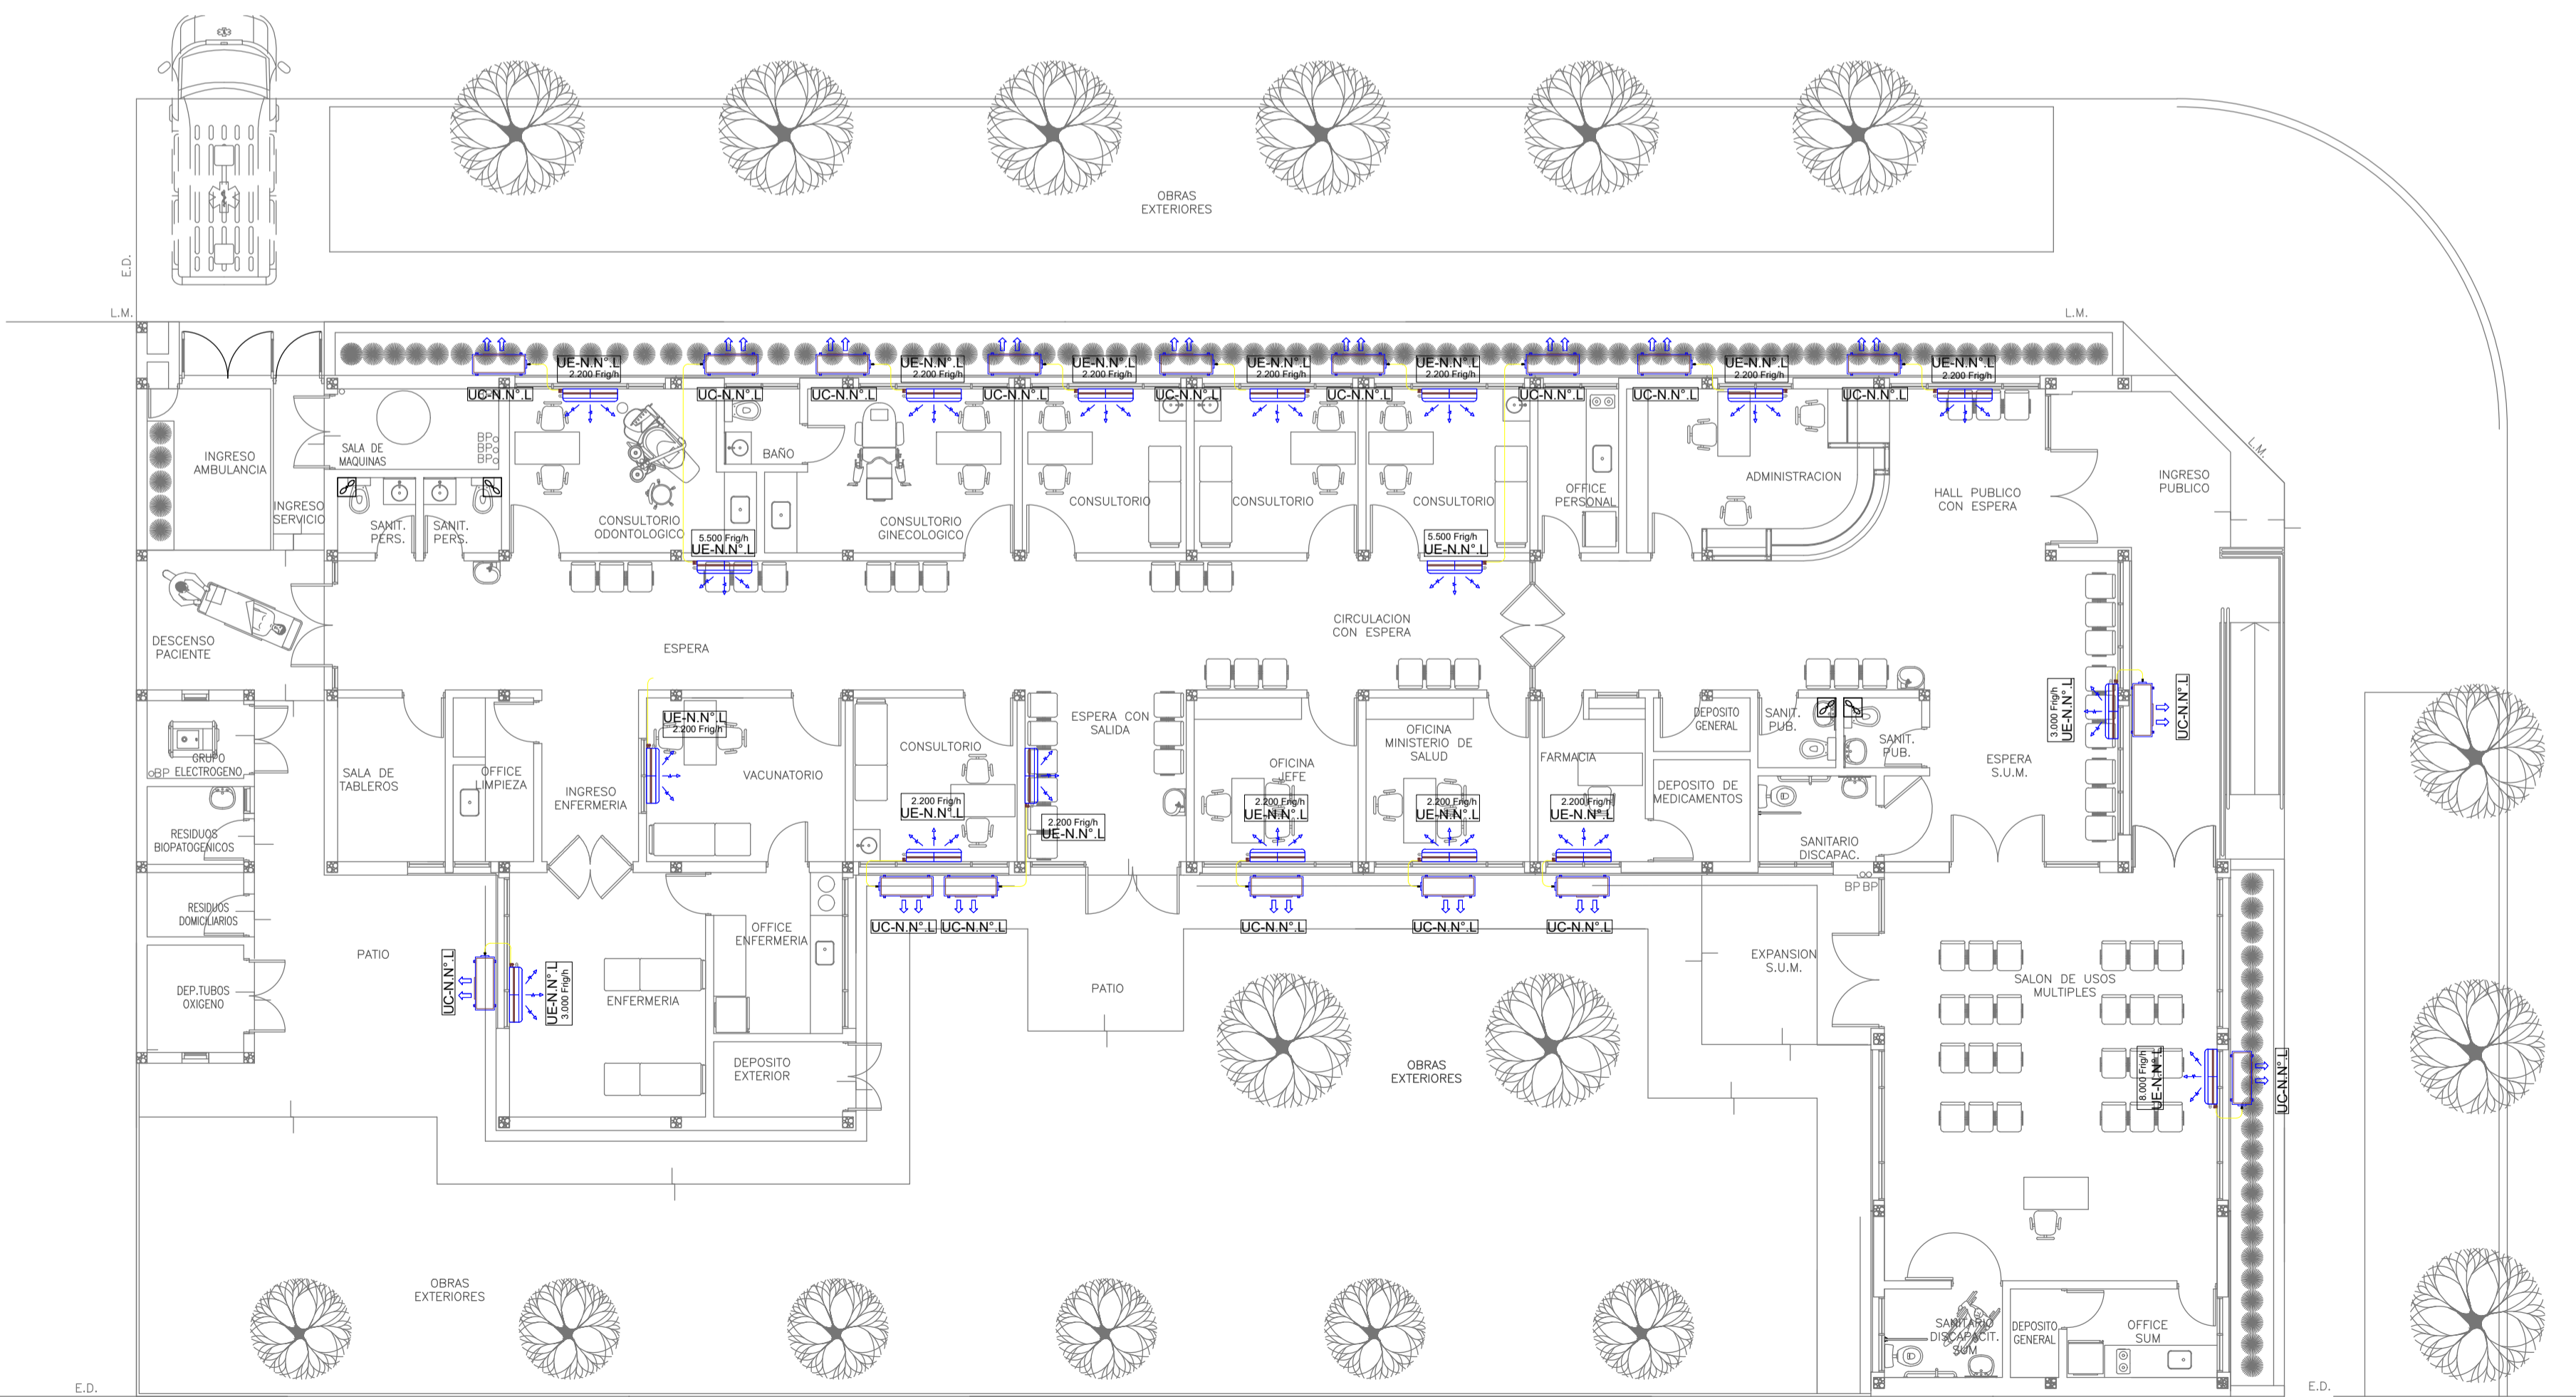 OBRAS
EXTERIORES
E.D.
L.M.
L.M.
L.M.
UE-N.N°.L
2.200 Frig/h
UE-N.N°.L
2.200 Frig/h
UE-N.N°.L
2.200 Frig/h
UE-N.N°.L
2.200 Frig/h
UE-N.N°.L
2.200 Frig/h
UE-N.N°.L
2.200 Frig/h
UE-N.N°.L
2.200 Frig/h
UC-N.N°.L
UC-N.N°.L
UC-N.N°.L
UC-N.N°.L
UC-N.N°.L
UC-N.N°.L
UC-N.N°.L
UC-N.N°.L
UC-N.N°.L
INGRESO
AMBULANCIA
SALA DE
MAQUINAS
BP
BP
BP
INGRESO
SERVICIO
SANIT.
PERS.
SANIT.
PERS.
CONSULTORIO
ODONTOLOGICO
BAÑO
CONSULTORIO
GINECOLOGICO
CONSULTORIO
CONSULTORIO
CONSULTORIO
OFFICE
PERSONAL
ADMINISTRACION
HALL PUBLICO
CON ESPERA
INGRESO
PUBLICO
5.500 Frig/h
UE-N.N°.L
5.500 Frig/h
UE-N.N°.L
DESCENSO
PACIENTE
ESPERA
CIRCULACION
CON ESPERA
3.000 Frig/h
UE-N.N°.L
UC-N.N°.L
GRUPO
ELECTROGENO
BP
SALA DE
TABLEROS
OFFICE
LIMPIEZA
INGRESO
ENFERMERIA
UE-N.N°.L
2.200 Frig/h
VACUNATORIO
CONSULTORIO
2.200 Frig/h
UE-N.N°.L
ESPERA CON
SALIDA
2.200 Frig/h
UE-N.N°.L
OFICINA
JEFE
2.200 Frig/h
UE-N.N°.L
OFICINA
MINISTERIO DE
SALUD
2.200 Frig/h
UE-N.N°.L
FARMACIA
2.200 Frig/h
UE-N.N°.L
DEPOSITO
GENERAL
DEPOSITO DE
MEDICAMENTOS
SANIT.
PUB.
SANIT.
PUB.
SANITARIO
DISCAPAC.
ESPERA
S.U.M.
RESIDUOS
BIOPATOGENICOS
RESIDUOS
DOMICILIARIOS
DEP.TUBOS
OXIGENO
PATIO
UC-N.N°.L
UE-N.N°.L
3.000 Frig/h
ENFERMERIA
OFFICE
ENFERMERIA
DEPOSITO
EXTERIOR
UC-N.N°.L
UC-N.N°.L
UC-N.N°.L
UC-N.N°.L
UC-N.N°.L
PATIO
OBRAS
EXTERIORES
EXPANSION
S.U.M.
BP BP
SALON DE USOS
MULTIPLES
8.000 Frig/h
UE-N.N°.L
UC-N.N°.L
OBRAS
EXTERIORES
SANITARIO
DISCAPACIT.
SUM
DEPOSITO
GENERAL
OFFICE
SUM
E.D.
E.D.